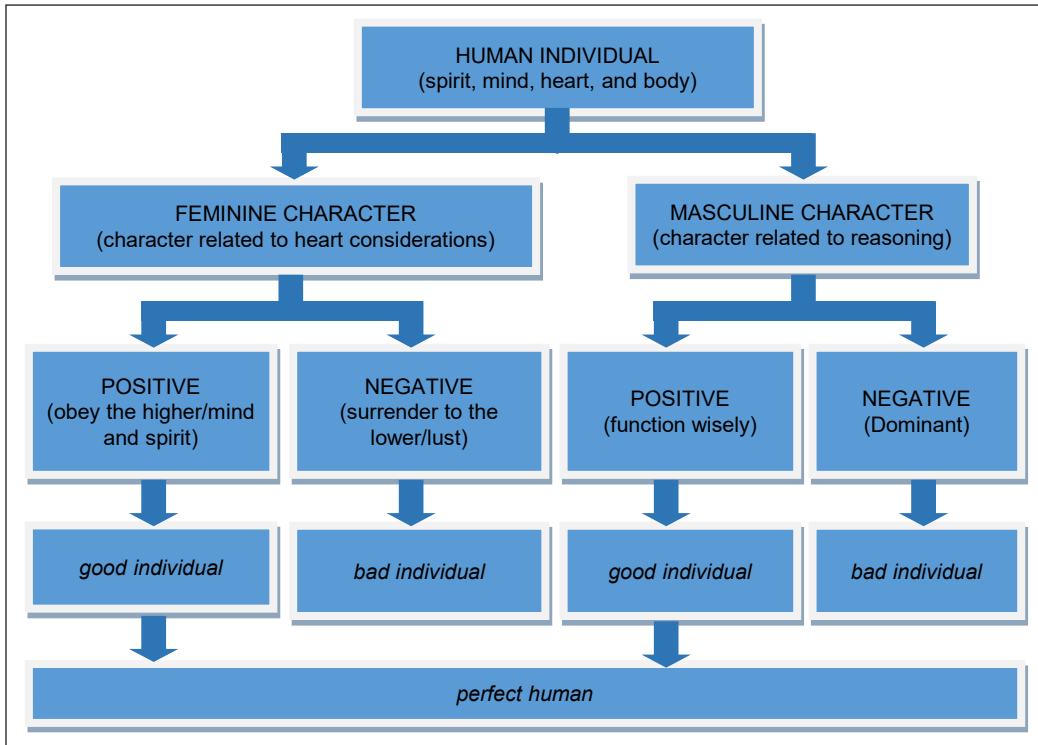 HUMAN INDIVIDUAL
(spirit, mind, heart, and body)
FEMININE CHARACTER
(character related to heart considerations)
MASCULINE CHARACTER
(character related to reasoning)
POSITIVE
(obey the higher/mind
and spirit)
NEGATIVE
(surrender to the
lower/lust)
POSITIVE
(function wisely)
NEGATIVE
(Dominant)
good individual
bad individual
good individual
bad individual
perfect human